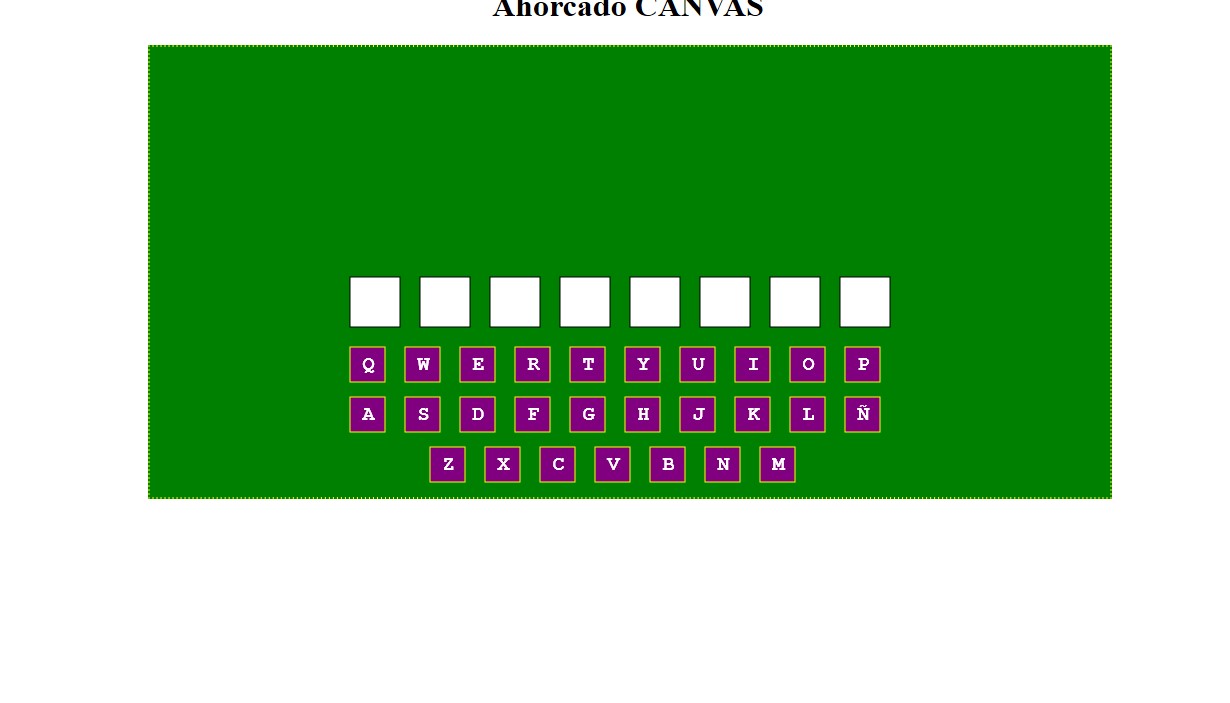 Ahorcado CANVAS
Q W E R T Y U I O P
A S D F G H J K L Ñ
Z X C V B N M